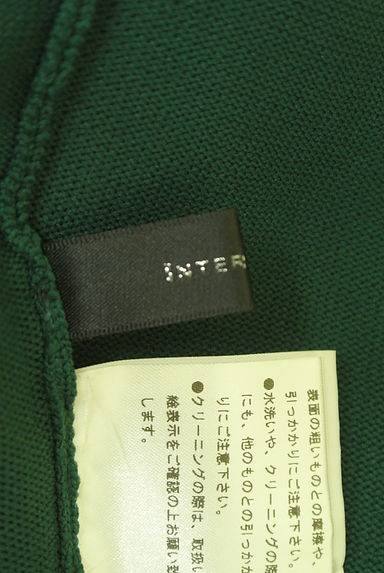 INTER
表面の粗いものとの摩擦や、
引っかかりにご注意下さい。
●水洗いや、クリーニングの際
にも、他のものとの引っかか
りにご注意下さい。
●クリーニングの際は、取扱い
絵表示をご確認の上お願い致
します。